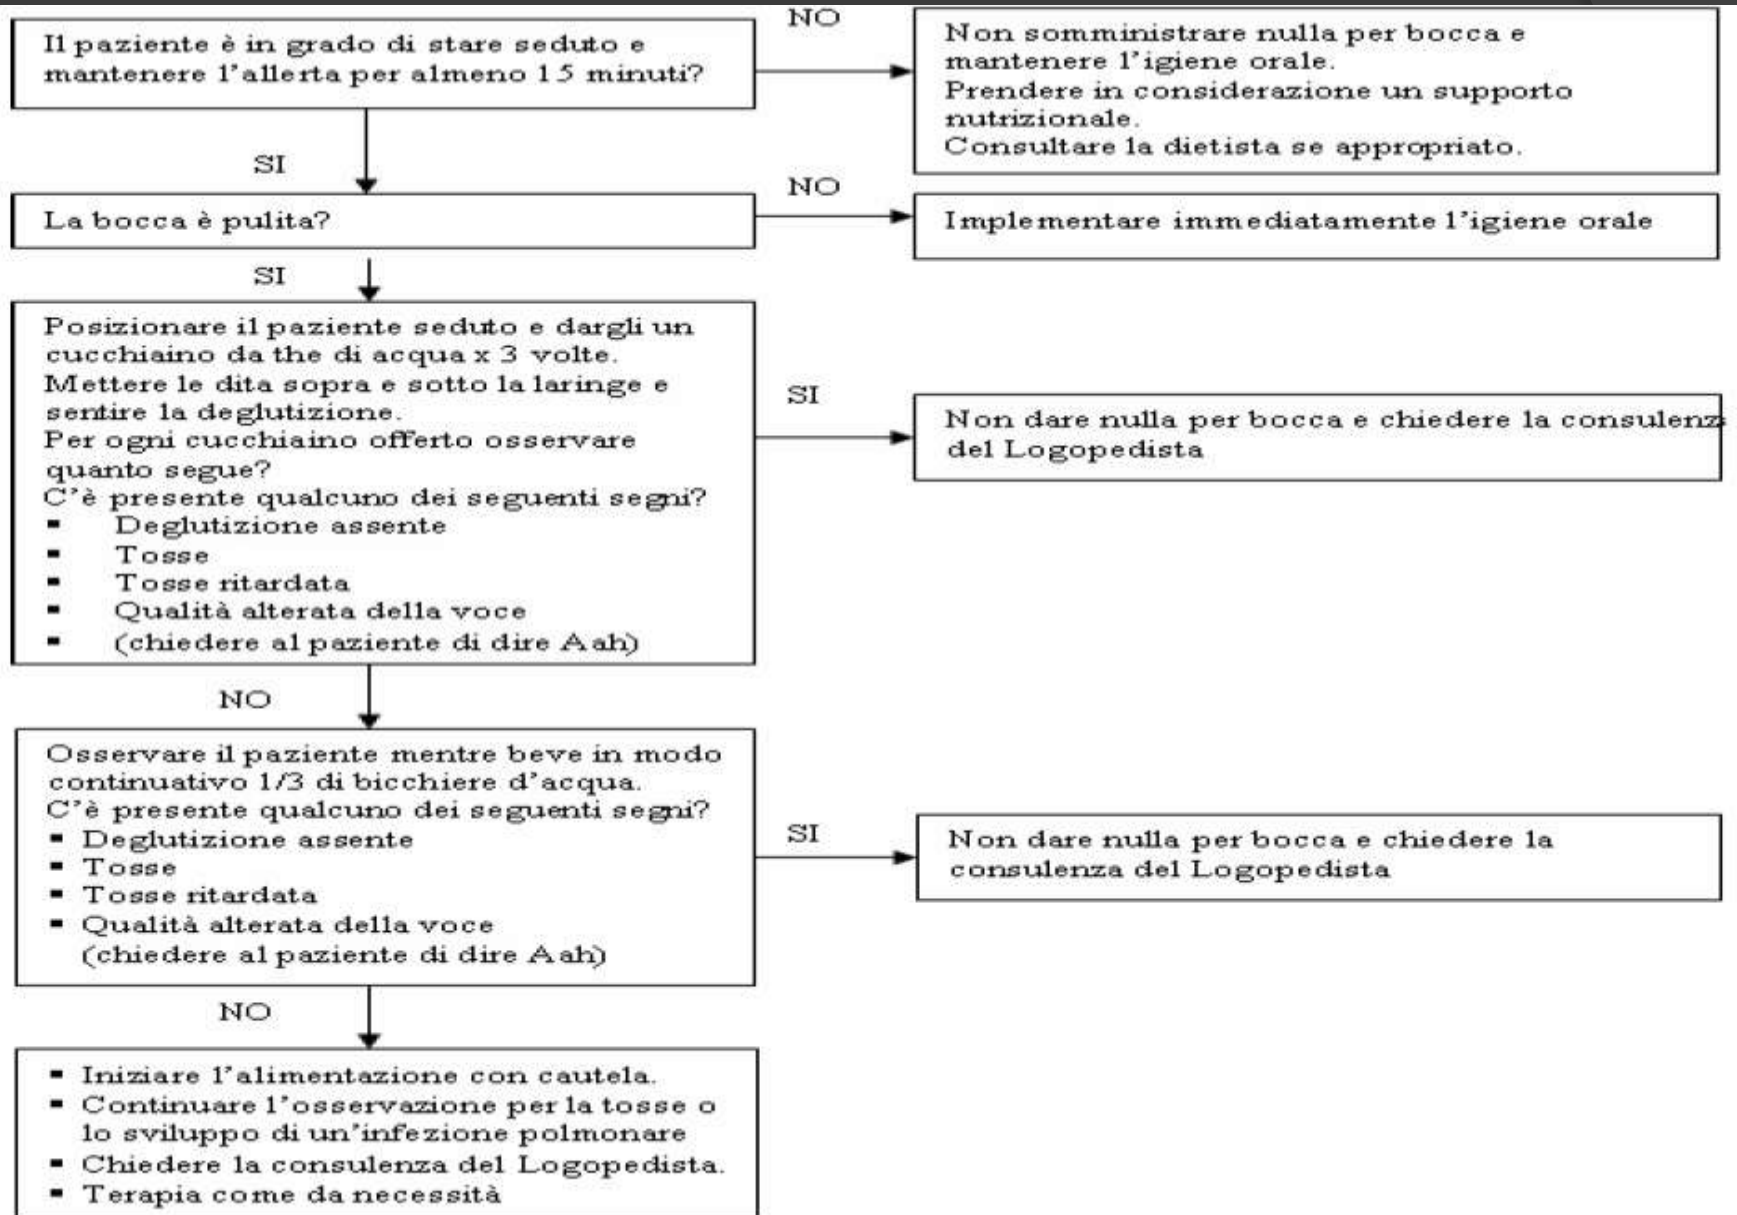 Il paziente è in grado di stare seduto e
mantenere l'allerta per almeno 15 minuti?
NO
Non somministrare nulla per bocca e
mantenere l'igiene orale.
Prendere in considerazione un supporto
nutrizionale.
Consultare la dietista se appropriato.
SI
La bocca è pulita?
NO
Implementare immediatamente l'igiene orale
SI
Posizionare il paziente seduto e dargli un
cucchiaino da the di acqua x 3 volte.
Mettere le dita sopra e sotto la laringe e
sentire la deglutizione.
Per ogni cucchiaino offerto osservare
quanto segue?
C'è presente qualcuno dei seguenti segni?
▪ Deglutizione assente
▪ Tosse
▪ Tosse ritardata
▪ Qualità alterata della voce
▪ (chiedere al paziente di dire Aah)
SI
Non dare nulla per bocca e chiedere la consulenz
del Logopedista
NO
Osservare il paziente mentre beve in modo
continuativo 1/3 di bicchiere d'acqua.
C'è presente qualcuno dei seguenti segni?
▪ Deglutizione assente
▪ Tosse
▪ Tosse ritardata
▪ Qualità alterata della voce
(chiedere al paziente di dire Aah)
SI
Non dare nulla per bocca e chiedere la
consulenza del Logopedista
NO
▪ Iniziare l'alimentazione con cautela.
▪ Continuare l'osservazione per la tosse o
lo sviluppo di un'infezione polmonare
▪ Chiedere la consulenza del Logopedista.
▪ Terapia come da necessità